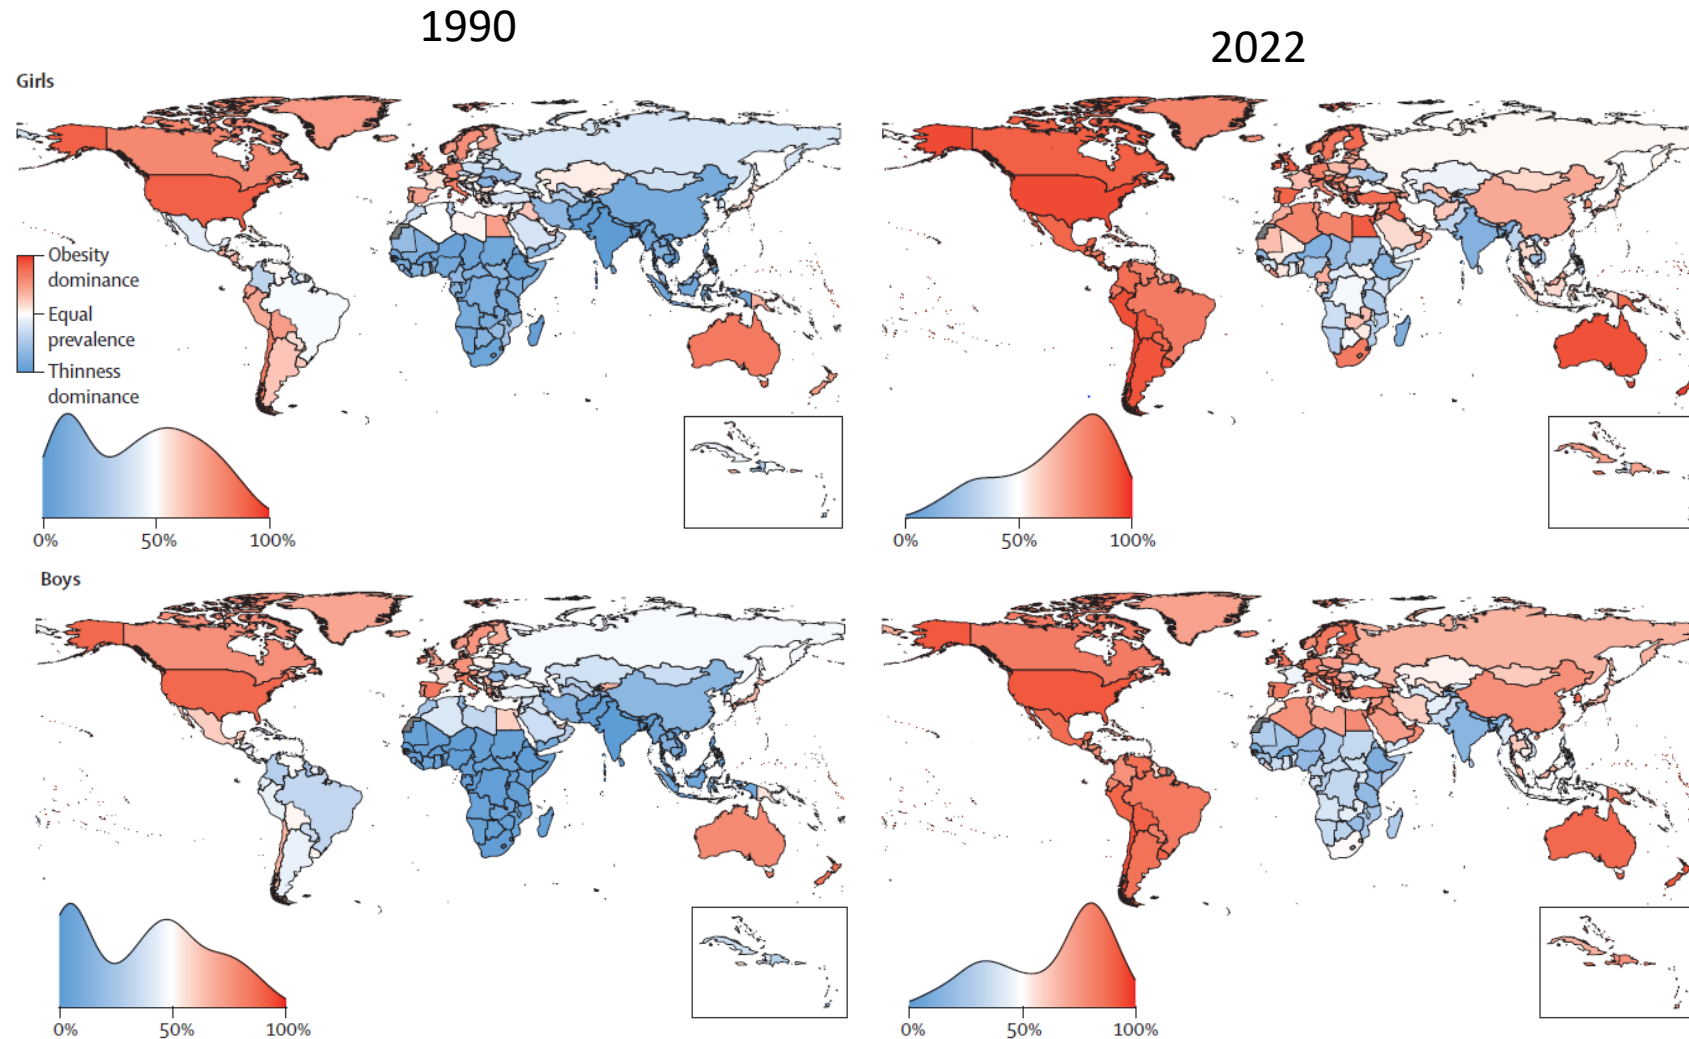 1990
2022
Girls
Obesity
dominance
Equal
prevalence
Thinness
dominance
0% 50% 100%
0% 50% 100%
Boys
0% 50% 100%
0% 50% 100%